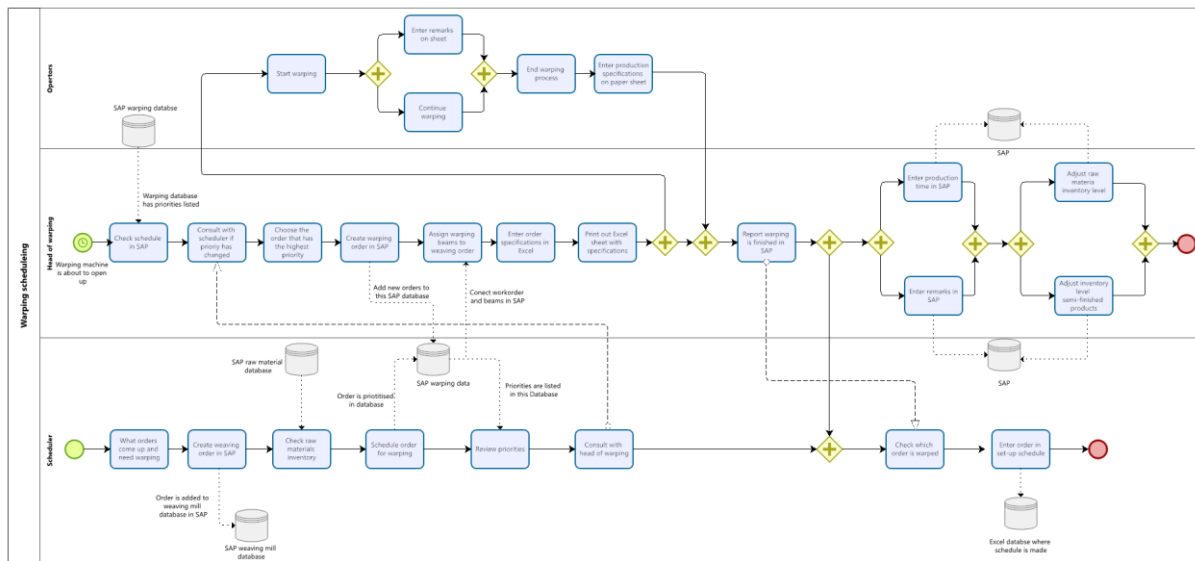 Warping scheduleing
Opertors
Enter remarks
on sheet
Start warping
Continue
warping
End warping
process
Enter production
specifications
on paper sheet
SAP warping databse
SAP
Head of warping
Warping database
has priorities listed
Warping machine
is about to open
up
Check schedule
in SAP
Consult with
scheduler if
prioriy has
changed
Choose the
order that has
the highest
priority
Create warping
order in SAP
Assign warping
beams to
weaving order
Enter order
specifications in
Excel
Print out Excel
sheet with
specifications
Report warping
is finished in
SAP
Enter production
time in SAP
Enter remarks in
SAP
Adjust raw
materia
inventory level
Adjust inventory
level
semi-finished
products
Add new orders to
this SAP database
Conect workorder
and beams in SAP
Scheduler
SAP raw material
database
Order is priotitised
in database
SAP warping data
Priorities are listed
in this Database
SAP
What orders
come up and
need warping
Create weaving
order in SAP
Check raw
materials
inventory
Schedule order
for warping
Review priorities
Consult with
head of warping
Check which
order is warped
Enter order in
set-up schedule
Order is added to
weaving mill
database in SAP
SAP weaving mill
database
Excel databse where
schedule is made